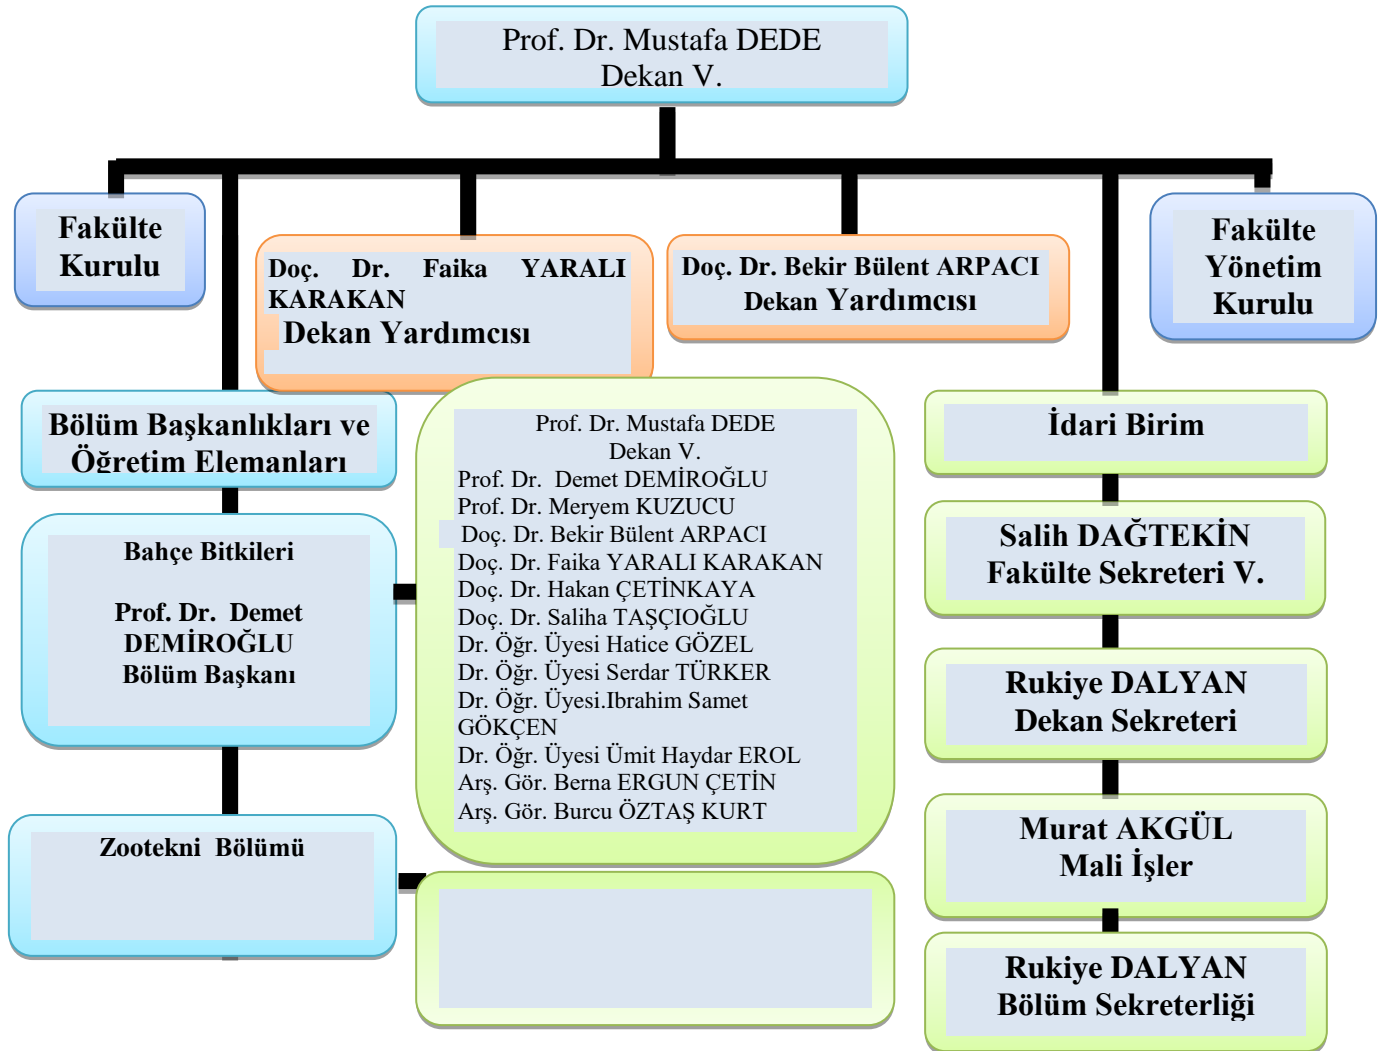 Prof. Dr. Mustafa DEDE
Dekan V.
Fakülte
Kurulu
Doç. Dr. Faika YARALI
KARAKAN
Dekan Yardımcısı
Doç. Dr. Bekir Bülent ARPACI
Dekan Yardımcısı
Fakülte
Yönetim
Kurulu
Bölüm Başkanlıkları ve
Öğretim Elemanları
Bahçe Bitkileri
Prof. Dr. Demet
DEMİROĞLU
Bölüm Başkanı
Zootekni Bölümü
Prof. Dr. Mustafa DEDE
Dekan V.
Prof. Dr. Demet DEMİROĞLU
Prof. Dr. Meryem KUZUCU
Doç. Dr. Bekir Bülent ARPACI
Doç. Dr. Faika YARALI KARAKAN
Doç. Dr. Hakan ÇETİNKAYA
Doç. Dr. Saliha TAŞÇIOĞLU
Dr. Öğr. Üyesi Hatice GÖZEL
Dr. Öğr. Üyesi Serdar TÜRKER
Dr. Öğr. Üyesi.Ibrahim Samet
GÖKÇEN
Dr. Öğr. Üyesi Ümit Haydar EROL
Arş. Gör. Berna ERGUN ÇETİN
Arş. Gör. Burcu ÖZTAŞ KURT
İdari Birim
Salih DAĞTEKİN
Fakülte Sekreteri V.
Rukiye DALYAN
Dekan Sekreteri
Murat AKGÜL
Mali İşler
Rukiye DALYAN
Bölüm Sekreterliği